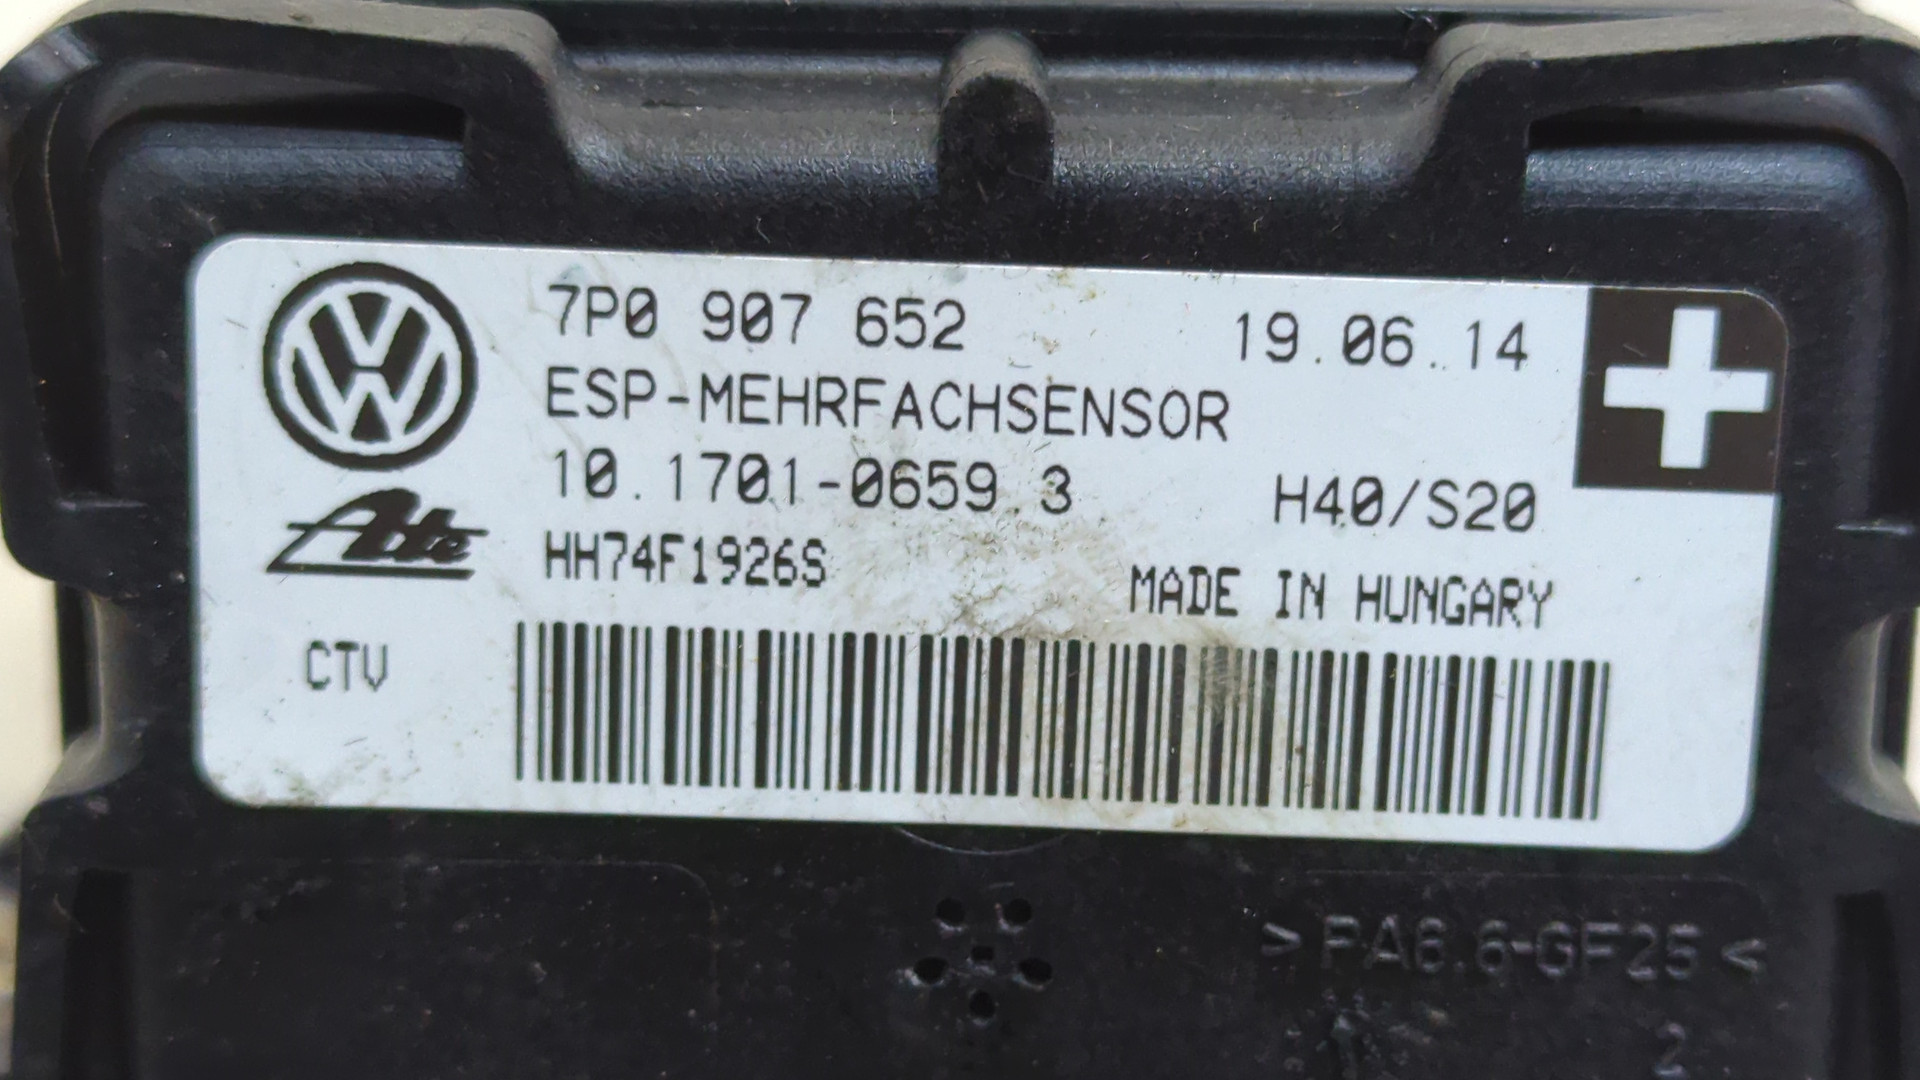 7P0 907 652 19.06.14
ESP-MEHRFACHSENSOR
10.1701-0659.3 H40/S20
Ate
HH74F1926S MADE IN HUNGARY
CTV
>PA6.6-GF25<
2